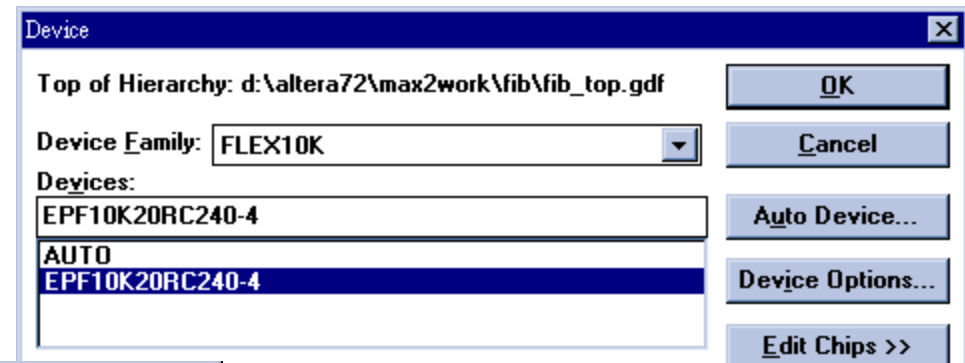 Device
Top of Hierarchy: d:\altera72\max2work\fib\fib_top.gdf
OK
Device Family: FLEX10K
Cancel
Devices:
EPF10K20RC240-4
Auto Device...
AUTO
EPF10K20RC240-4
Device Options...
Edit Chips >>